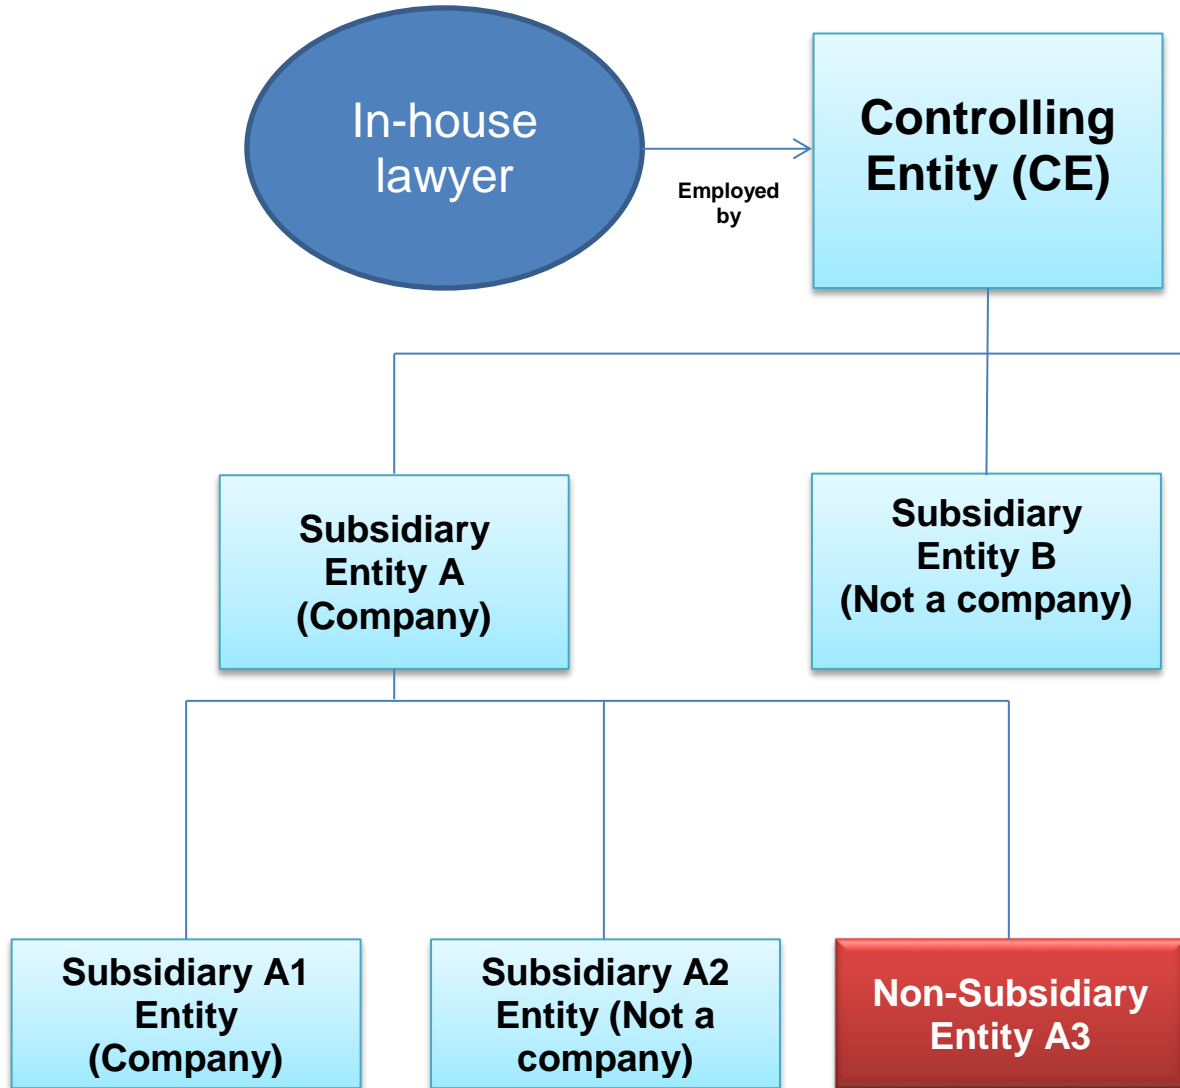 In-house
lawyer
Employed
by
Controlling
Entity (CE)
Subsidiary
Entity A
(Company)
Subsidiary
Entity B
(Not a company)
Subsidiary A1
Entity
(Company)
Subsidiary A2
Entity (Not a
company)
Non-Subsidiary
Entity A3